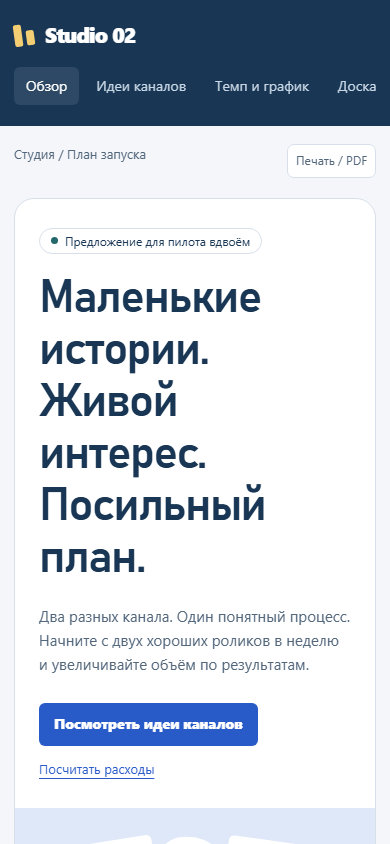 Studio 02
Обзор
Идеи каналов
Темп и график
Доска
Студия / План запуска
Печать / PDF
Предложение для пилота вдвоём
Маленькие
истории.
Живой
интерес.
Посильный
план.
Два разных канала. Один понятный процесс.
Начните с двух хороших роликов в неделю
и увеличивайте объём по результатам.
Посмотреть идеи каналов
Посчитать расходы